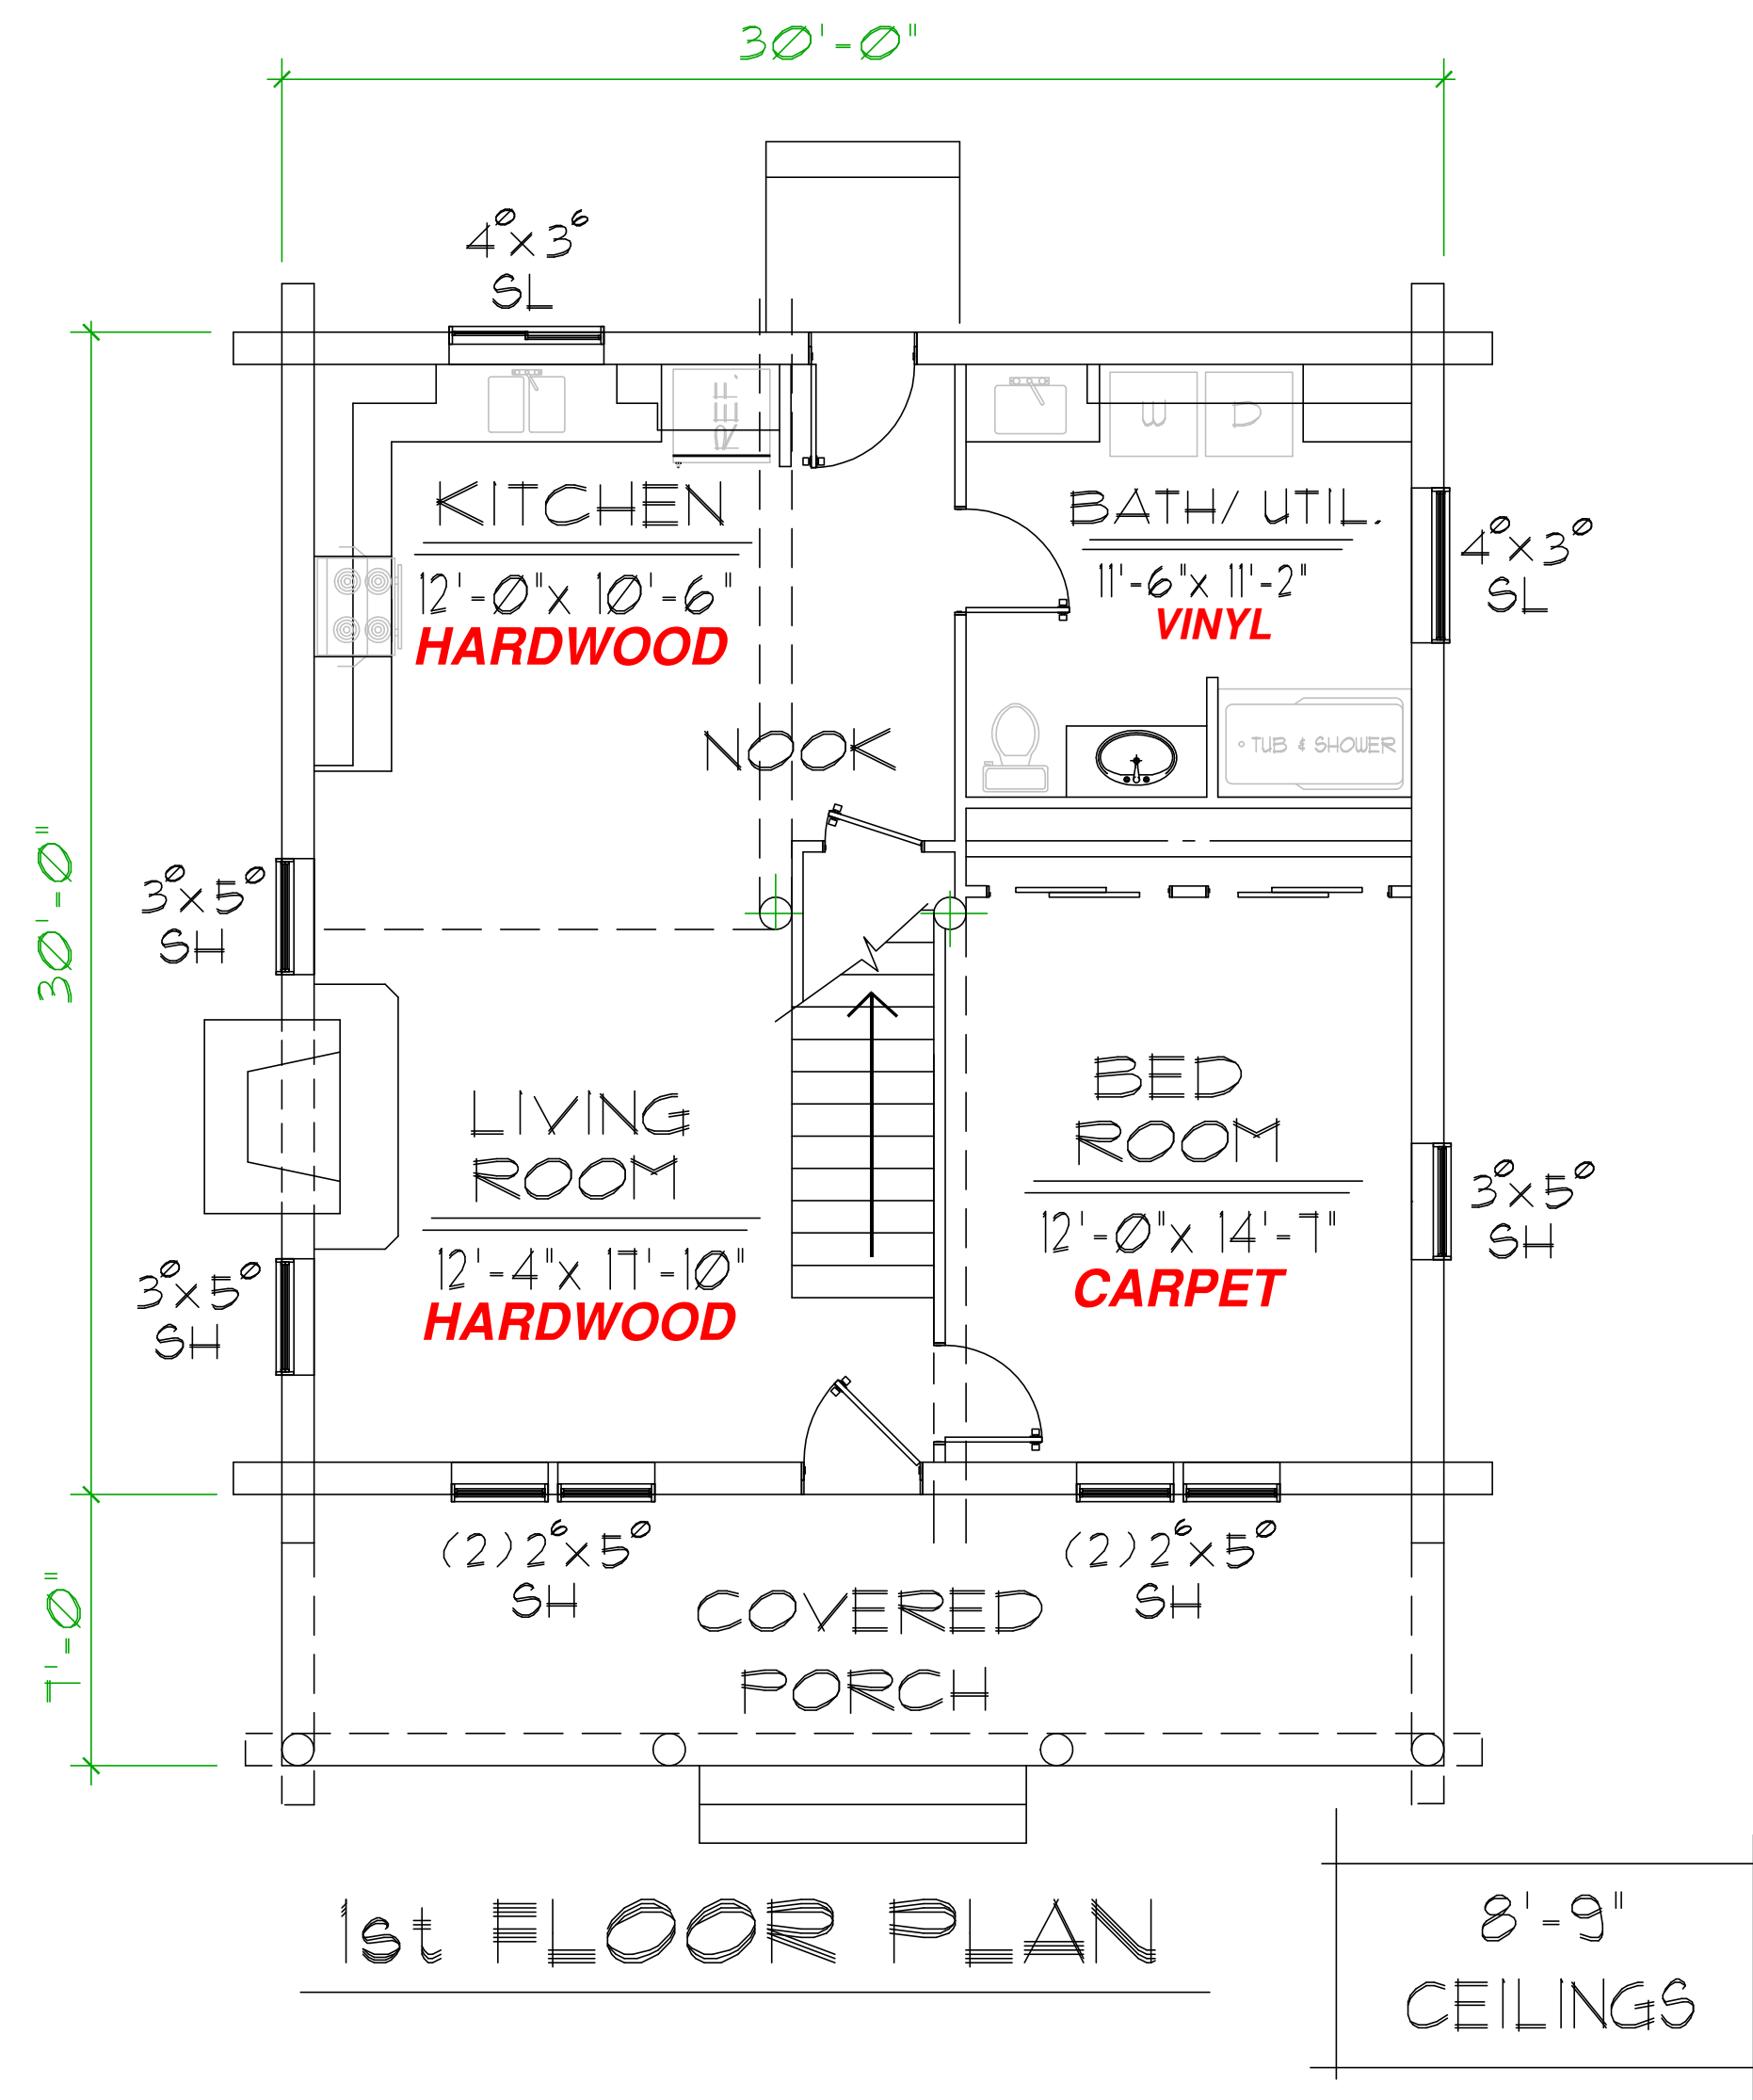 30'-0"
4⁰x3⁶
SL
REF.
W
D
KITCHEN
12'-0"x 10'-6"
HARDWOOD
BATH/ UTIL.
11'-6"x 11'-2"
VINYL
4⁰x3⁰
SL
NOOK
TUB & SHOWER
30'-0"
3⁰x5⁰
SH
LIVING
ROOM
12'-4"x 17'-10"
HARDWOOD
BED
ROOM
12'-0"x 14'-7"
CARPET
3⁰x5⁰
SH
3⁰x5⁰
SH
(2)2⁶x5⁰
SH
(2)2⁶x5⁰
SH
7'-0"
COVERED
PORCH
1st FLOOR PLAN
8'-9"
CEILINGS